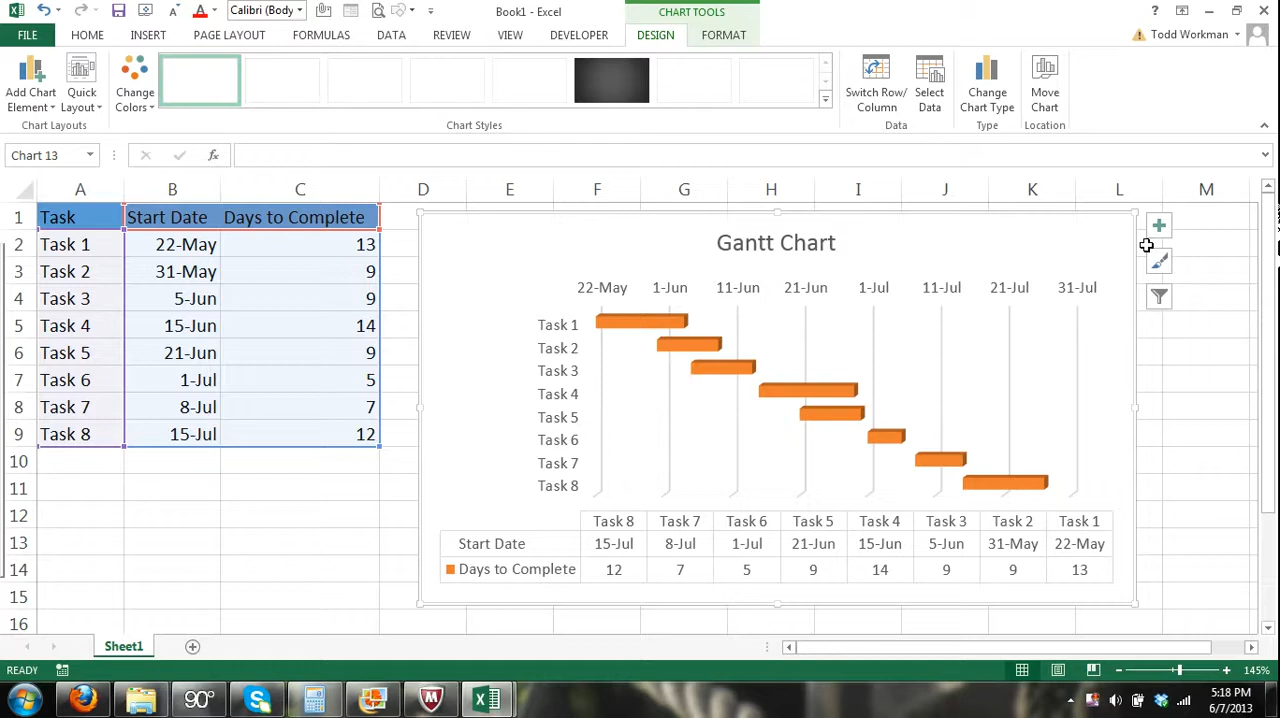 Calibri (Body
Book1 - Excel
CHART TOOLS
?
FILE HOME INSERT PAGE LAYOUT FORMULAS DATA REVIEW VIEW DEVELOPER DESIGN FORMAT
Todd Workman
Add Chart Element
Quick Layout
Change Colors
Switch Row/ Column
Select Data
Change Chart Type
Move Chart
Chart Layouts
Chart Styles
Data
Type
Location
Chart 13
fx
A B C D E F G H I J K L M
1 Task Start Date Days to Complete
2 Task 1 22-May 13
3 Task 2 31-May 9
4 Task 3 5-Jun 9
5 Task 4 15-Jun 14
6 Task 5 21-Jun 9
7 Task 6 1-Jul 5
8 Task 7 8-Jul 7
9 Task 8 15-Jul 12
10
11
12
13
14
15
16
Gantt Chart
22-May 1-Jun 11-Jun 21-Jun 1-Jul 11-Jul 21-Jul 31-Jul
Task 1
Task 2
Task 3
Task 4
Task 5
Task 6
Task 7
Task 8
Task 8 Task 7 Task 6 Task 5 Task 4 Task 3 Task 2 Task 1
Start Date 15-Jul 8-Jul 1-Jul 21-Jun 15-Jun 5-Jun 31-May 22-May
Days to Complete 12 7 5 9 14 9 9 13
Sheet1
READY
145%
90°
5:18 PM
6/7/2013